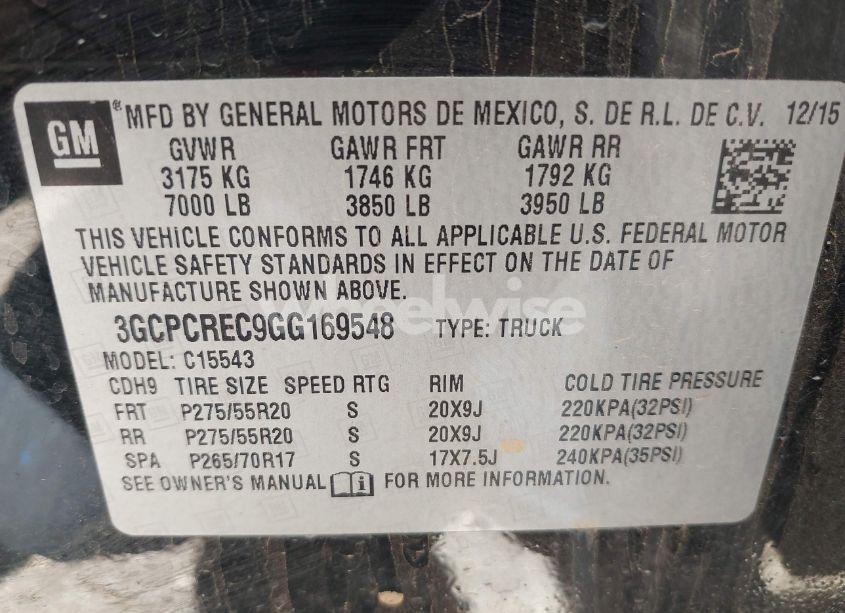 GM ® MFD BY GENERAL MOTORS DE MEXICO, S. DE R.L. DE C.V. 12/15
GVWR GAWR FRT GAWR RR
3175 KG 1746 KG 1792 KG
7000 LB 3850 LB 3950 LB
THIS VEHICLE CONFORMS TO ALL APPLICABLE U.S. FEDERAL MOTOR
VEHICLE SAFETY STANDARDS IN EFFECT ON THE DATE OF
MANUFACTURE SHOWN ABOVE.
3GCPCREC9GG169548 TYPE: TRUCK
MODEL: C15543
CDH9 TIRE SIZE SPEED RTG RIM COLD TIRE PRESSURE
FRT P275/55R20 S 20X9J 220KPA(32PSI)
RR P275/55R20 S 20X9J 220KPA(32PSI)
SPA P265/70R17 S 17X7.5J 240KPA(35PSI)
SEE OWNER'S MANUAL i FOR MORE INFORMATION.